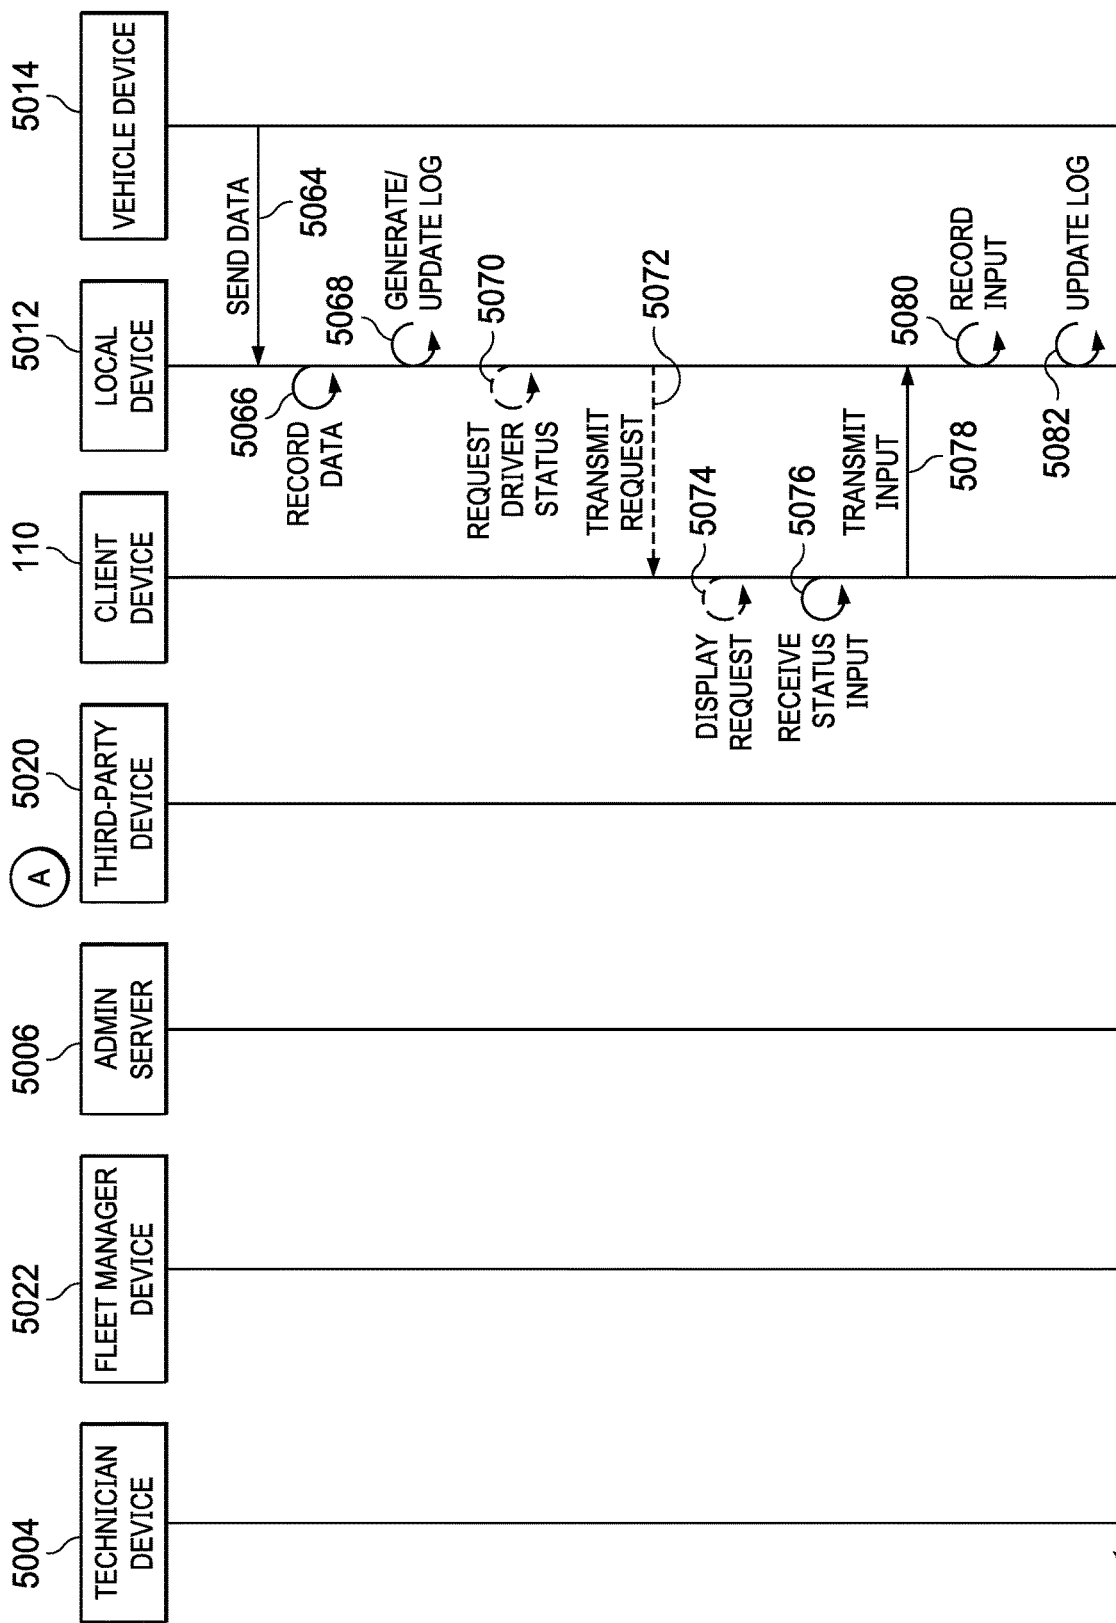 5004
TECHNICIAN
DEVICE
5022
FLEET MANAGER
DEVICE
5006
ADMIN
SERVER
A
5020
THIRD-PARTY
DEVICE
110
CLIENT
DEVICE
5012
LOCAL
DEVICE
5014
VEHICLE DEVICE
SEND DATA
5064
5066
RECORD
DATA
5068
GENERATE/
UPDATE LOG
5070
REQUEST
DRIVER
STATUS
5072
TRANSMIT
REQUEST
5074
DISPLAY
REQUEST
5076
RECEIVE
STATUS
INPUT
TRANSMIT
INPUT
5078
5080
RECORD
INPUT
5082
UPDATE LOG